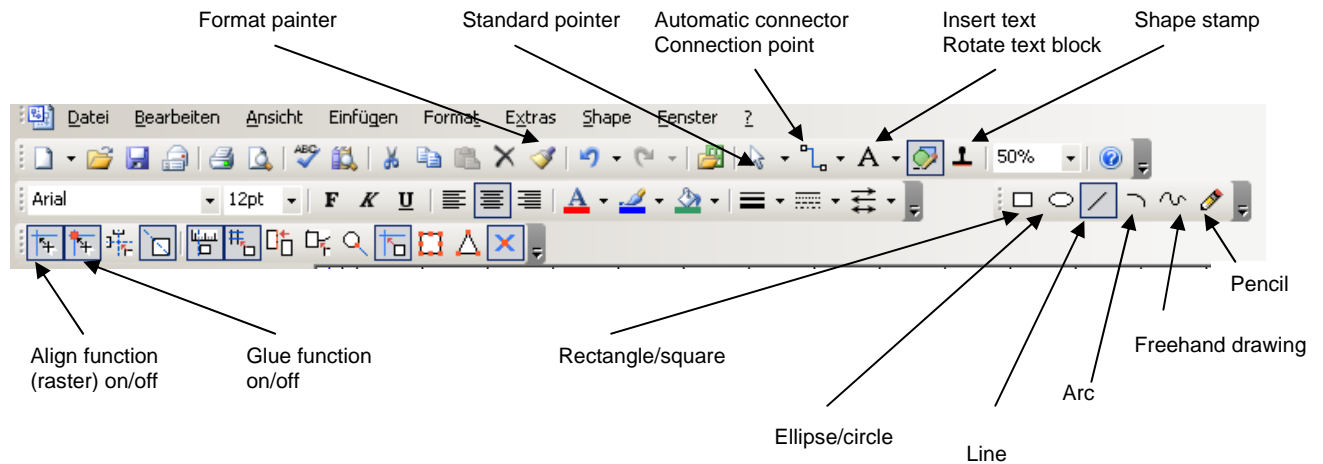 Format painter
Standard pointer
Automatic connector
Connection point
Insert text
Rotate text block
Shape stamp
Datei Bearbeiten Ansicht Einfügen Format Extras Shape Fenster ?
ABC 50% ?
Arial 12pt F K U A
Pencil
Freehand drawing
Align function
(raster) on/off
Glue function
on/off
Rectangle/square
Arc
Ellipse/circle
Line